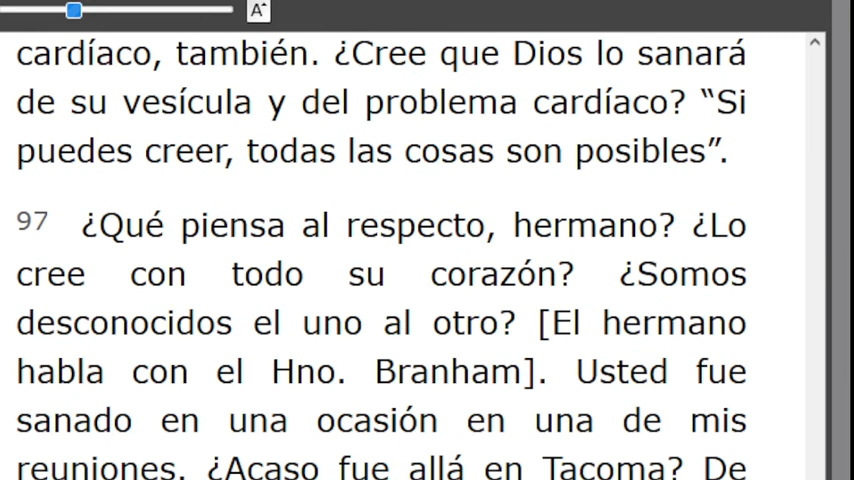 A
cardíaco, también. ¿Cree que Dios lo sanará
de su vesícula y del problema cardíaco? “Si
puedes creer, todas las cosas son posibles”.
97 ¿Qué piensa al respecto, hermano? ¿Lo
cree con todo su corazón? ¿Somos
desconocidos el uno al otro? [El hermano
habla con el Hno. Branham]. Usted fue
sanado en una ocasión en una de mis
reuniones. ¿Acaso fue allá en Tacoma? De